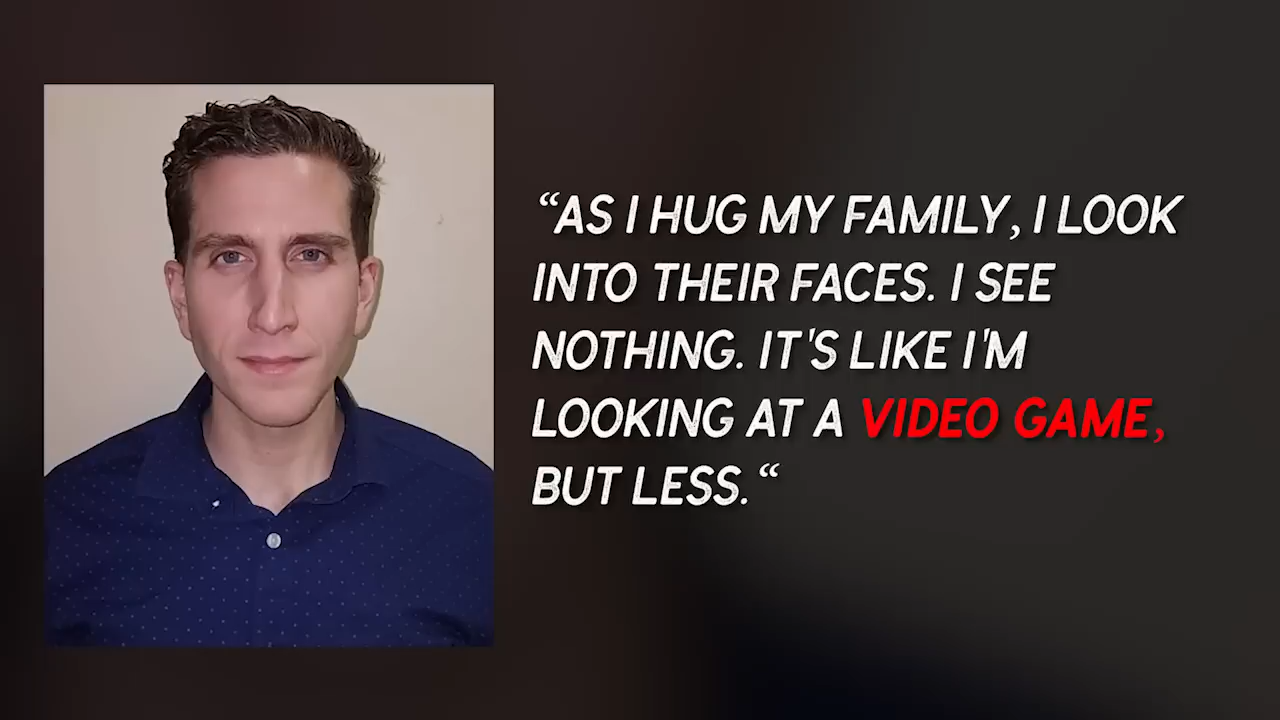 “AS I HUG MY FAMILY, I LOOK
INTO THEIR FACES. I SEE
NOTHING. IT'S LIKE I'M
LOOKING AT A VIDEO GAME,
BUT LESS. “